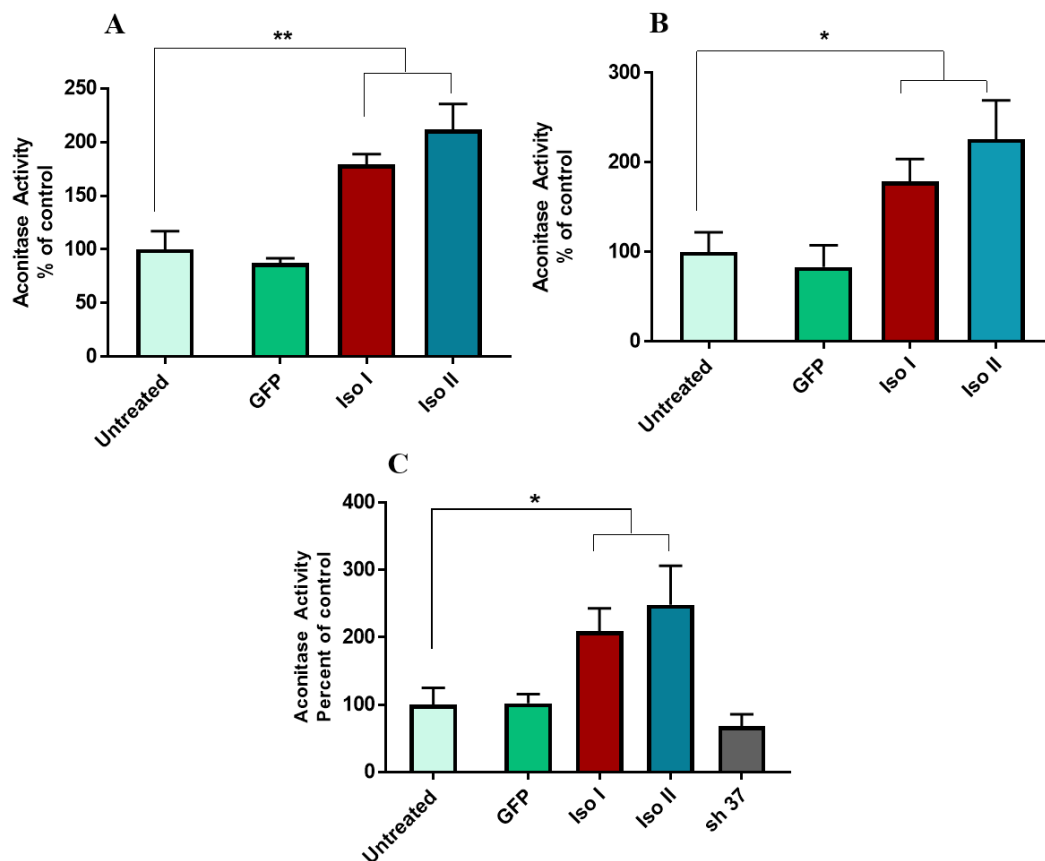 A
**
Aconitase Activity
% of control
250
200
150
100
50
0
Untreated
GFP
Iso I
Iso II
B
*
Aconitase Activity
% of control
300
200
100
0
Untreated
GFP
Iso I
Iso II
C
*
Aconitase Activity
Percent of control
400
300
200
100
0
Untreated
GFP
Iso I
Iso II
sh 37